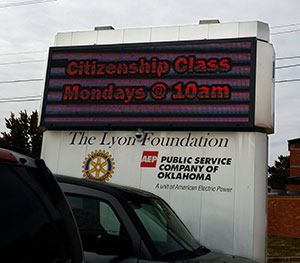 Citizenship Class
Mondays @ 10am
The Lyon Foundation
AEP PUBLIC SERVICE
COMPANY OF
OKLAHOMA
A unit of American Electric Power